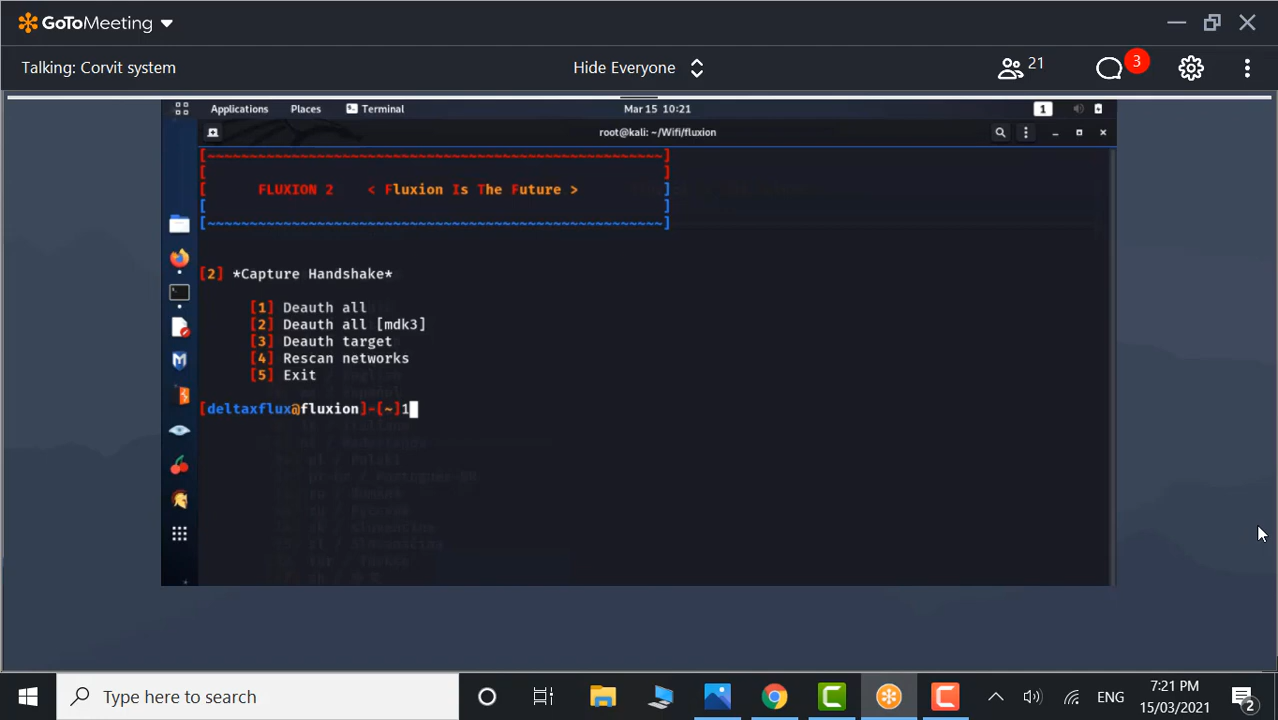 GoToMeeting
Talking: Corvit system
Hide Everyone
21
3
Applications Places Terminal
Mar 15 10:21
1
root@kali: ~/Wifi/fluxion
[~~~~~~~~~~~~~~~~~~~~~~~~~~~~~~~~~~~~~~~~~~~~~~~~~~~~~~]
[ ]
[ FLUXION 2 < Fluxion Is The Future > ]
[ ]
[~~~~~~~~~~~~~~~~~~~~~~~~~~~~~~~~~~~~~~~~~~~~~~~~~~~~~~]
[2] *Capture Handshake*
[1] Deauth all
[2] Deauth all [mdk3]
[3] Deauth target
[4] Rescan networks
[5] Exit
[deltaxflux@fluxion]-[~]1
Type here to search
ENG
7:21 PM
15/03/2021
2